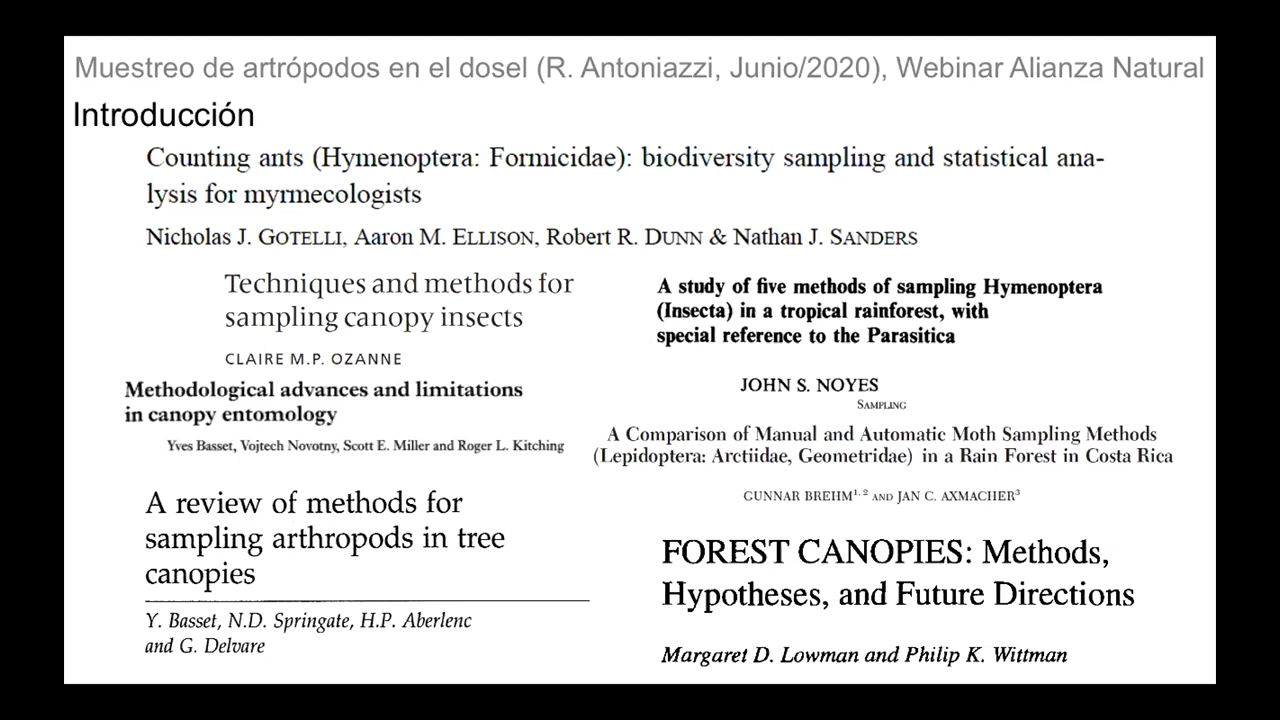 Muestreo de artrópodos en el dosel (R. Antoniazzi, Junio/2020), Webinar Alianza Natural
Introducción
Counting ants (Hymenoptera: Formicidae): biodiversity sampling and statistical ana-
lysis for myrmecologists
Nicholas J. GOTELLI, Aaron M. ELLISON, Robert R. DUNN & Nathan J. SANDERS
Techniques and methods for
sampling canopy insects
CLAIRE M.P. OZANNE
Methodological advances and limitations
in canopy entomology
Yves Basset, Vojtech Novotny, Scott E. Miller and Roger L. Kitching
A review of methods for
sampling arthropods in tree
canopies
Y. Basset, N.D. Springate, H.P. Aberlenc
and G. Delvare
A study of five methods of sampling Hymenoptera
(Insecta) in a tropical rainforest, with
special reference to the Parasitica
JOHN S. NOYES
SAMPLING
A Comparison of Manual and Automatic Moth Sampling Methods
(Lepidoptera: Arctiidae, Geometridae) in a Rain Forest in Costa Rica
GUNNAR BREHM1, 2 AND JAN C. AXMACHER3
FOREST CANOPIES: Methods,
Hypotheses, and Future Directions
Margaret D. Lowman and Philip K. Wittman